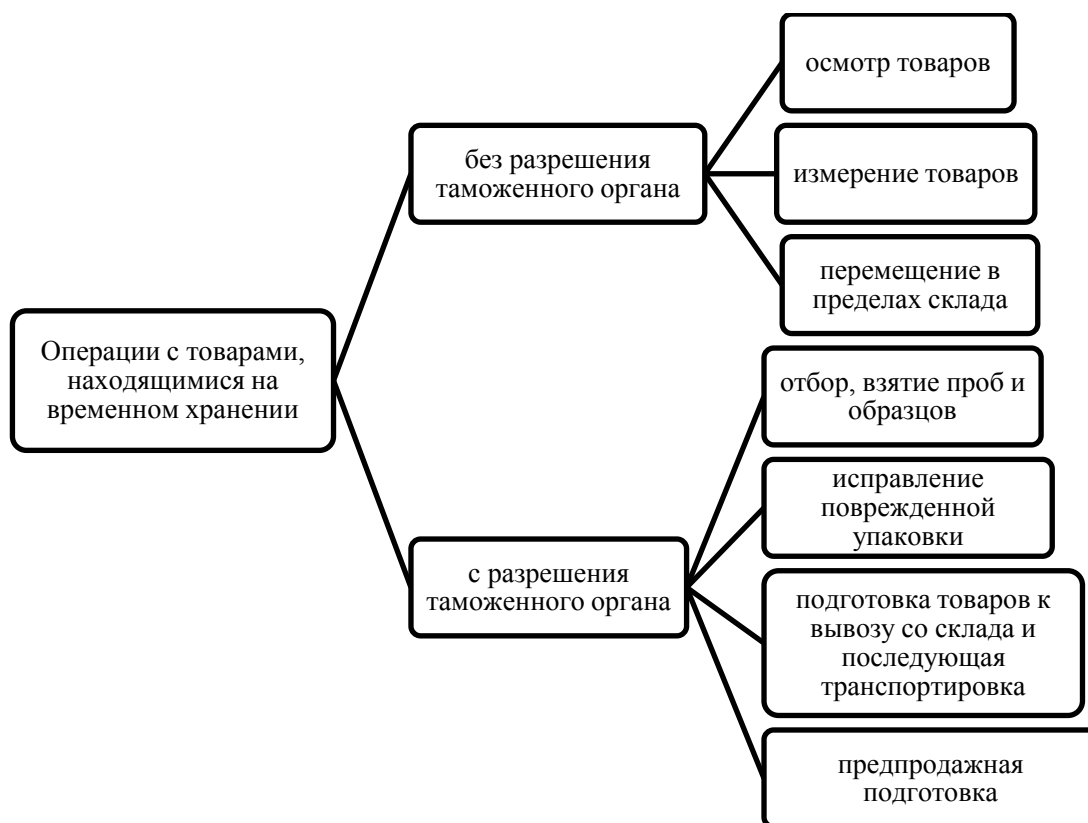 Операции с товарами,
находящимися на
временном хранении
без разрешения
таможенного органа
осмотр товаров
измерение товаров
перемещение в
пределах склада
с разрешения
таможенного органа
отбор, взятие проб и
образцов
исправление
поврежденной
упаковки
подготовка товаров к
вывозу со склада и
последующая
транспортировка
предпродажная
подготовка